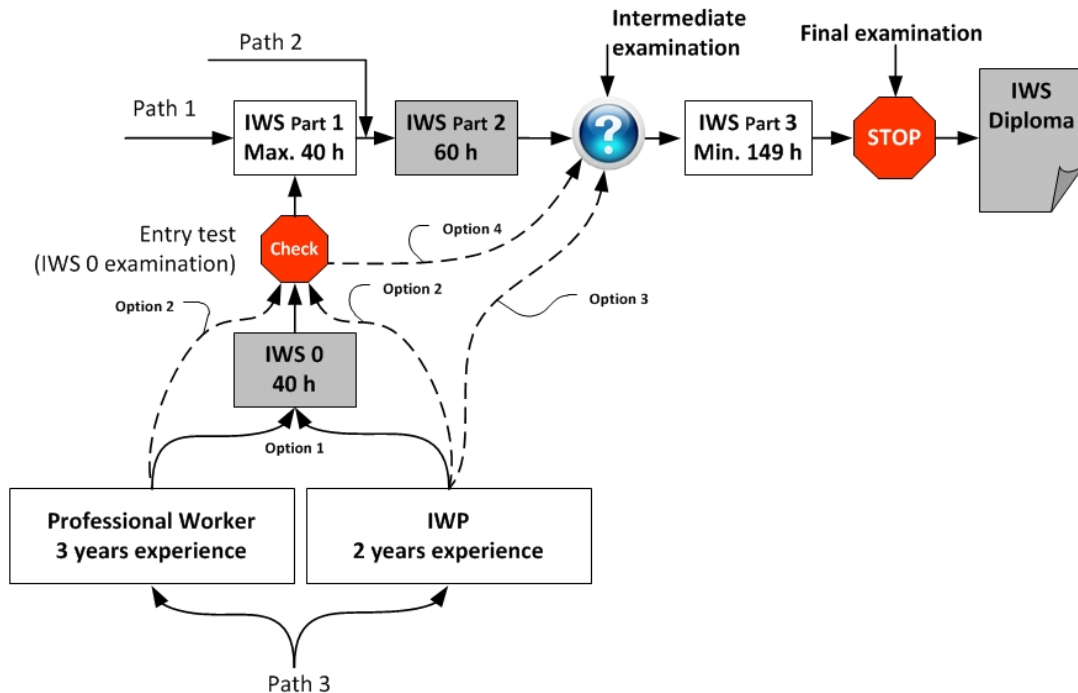 Path 2
Intermediate
examination
Final examination
Path 1
IWS Part 1
Max. 40 h
IWS Part 2
60 h
?
IWS Part 3
Min. 149 h
STOP
IWS
Diploma
Entry test
(IWS 0 examination)
Check
Option 4
Option 2
Option 2
Option 3
IWS 0
40 h
Option 1
Professional Worker
3 years experience
IWP
2 years experience
Path 3